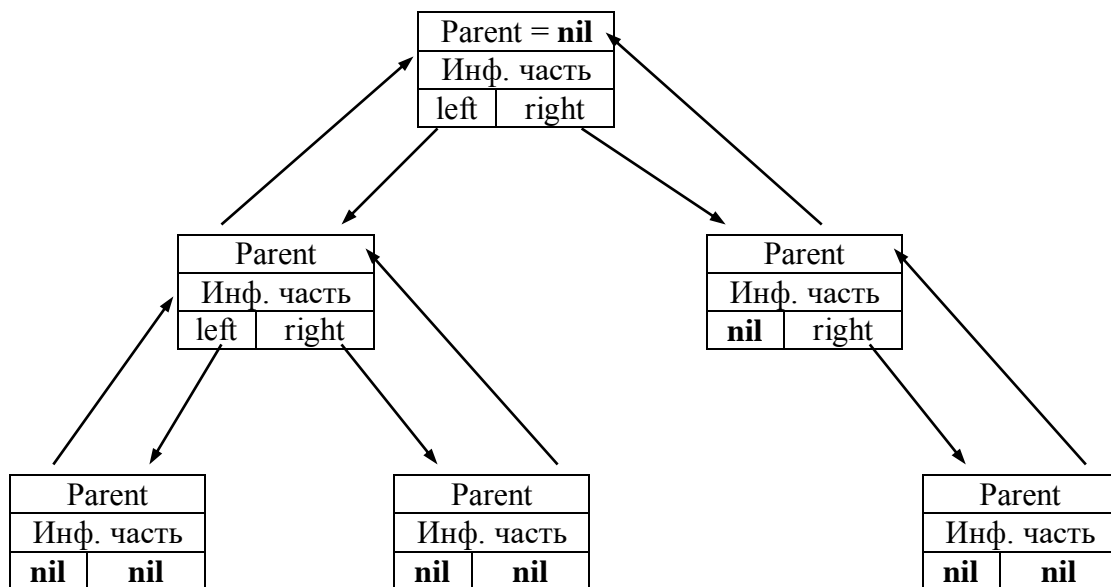 Parent = nil
Инф. часть
left right
Parent
Инф. часть
left right
Parent
Инф. часть
nil right
Parent
Инф. часть
nil nil
Parent
Инф. часть
nil nil
Parent
Инф. часть
nil nil